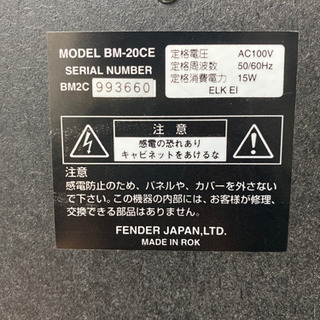 MODEL BM-20CE
SERIAL NUMBER
BM2C 993660
定格電圧 AC100V
定格周波数 50/60Hz
定格消費電力 15W
ELK EI
注 意
感電の恐れあり
キャビネットをあけるな
注 意
感電防止のため、パネルや、カバーを外さない
で下さい。この機器の内部には、お客様が修理、
交換できる部品はありません。
FENDER JAPAN,LTD.
MADE IN ROK